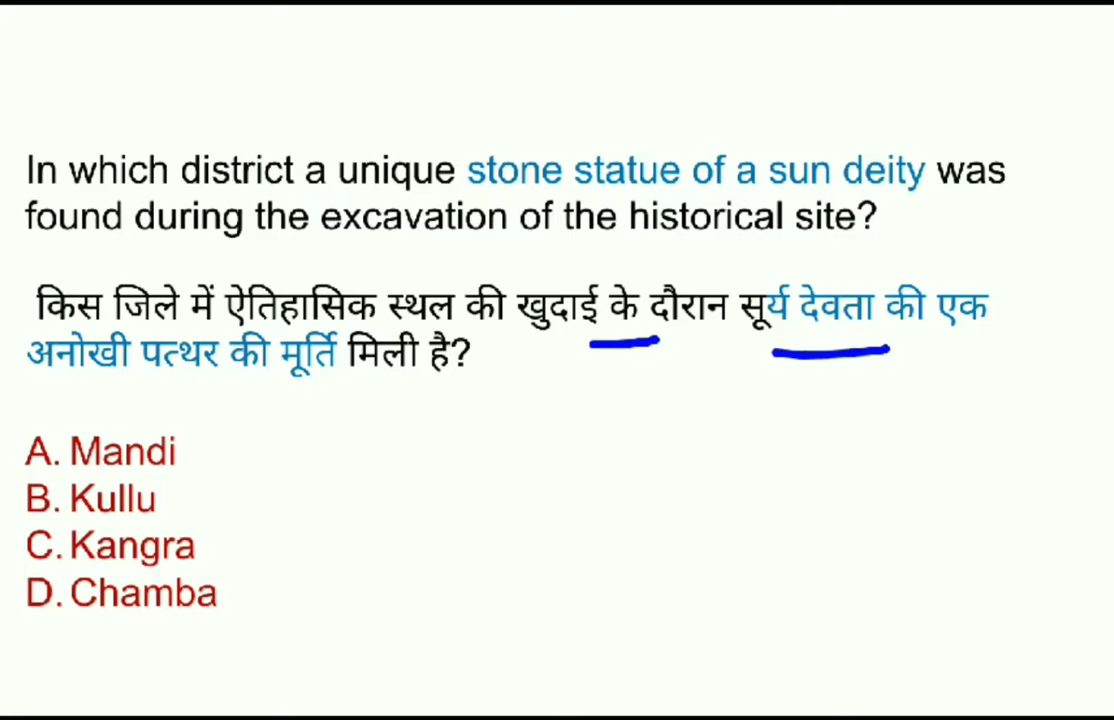 In which district a unique stone statue of a sun deity was
found during the excavation of the historical site?
किस जिले में ऐतिहासिक स्थल की खुदाई के दौरान सूर्य देवता की एक
अनोखी पत्थर की मूर्ति मिली है?
A. Mandi
B. Kullu
C. Kangra
D. Chamba